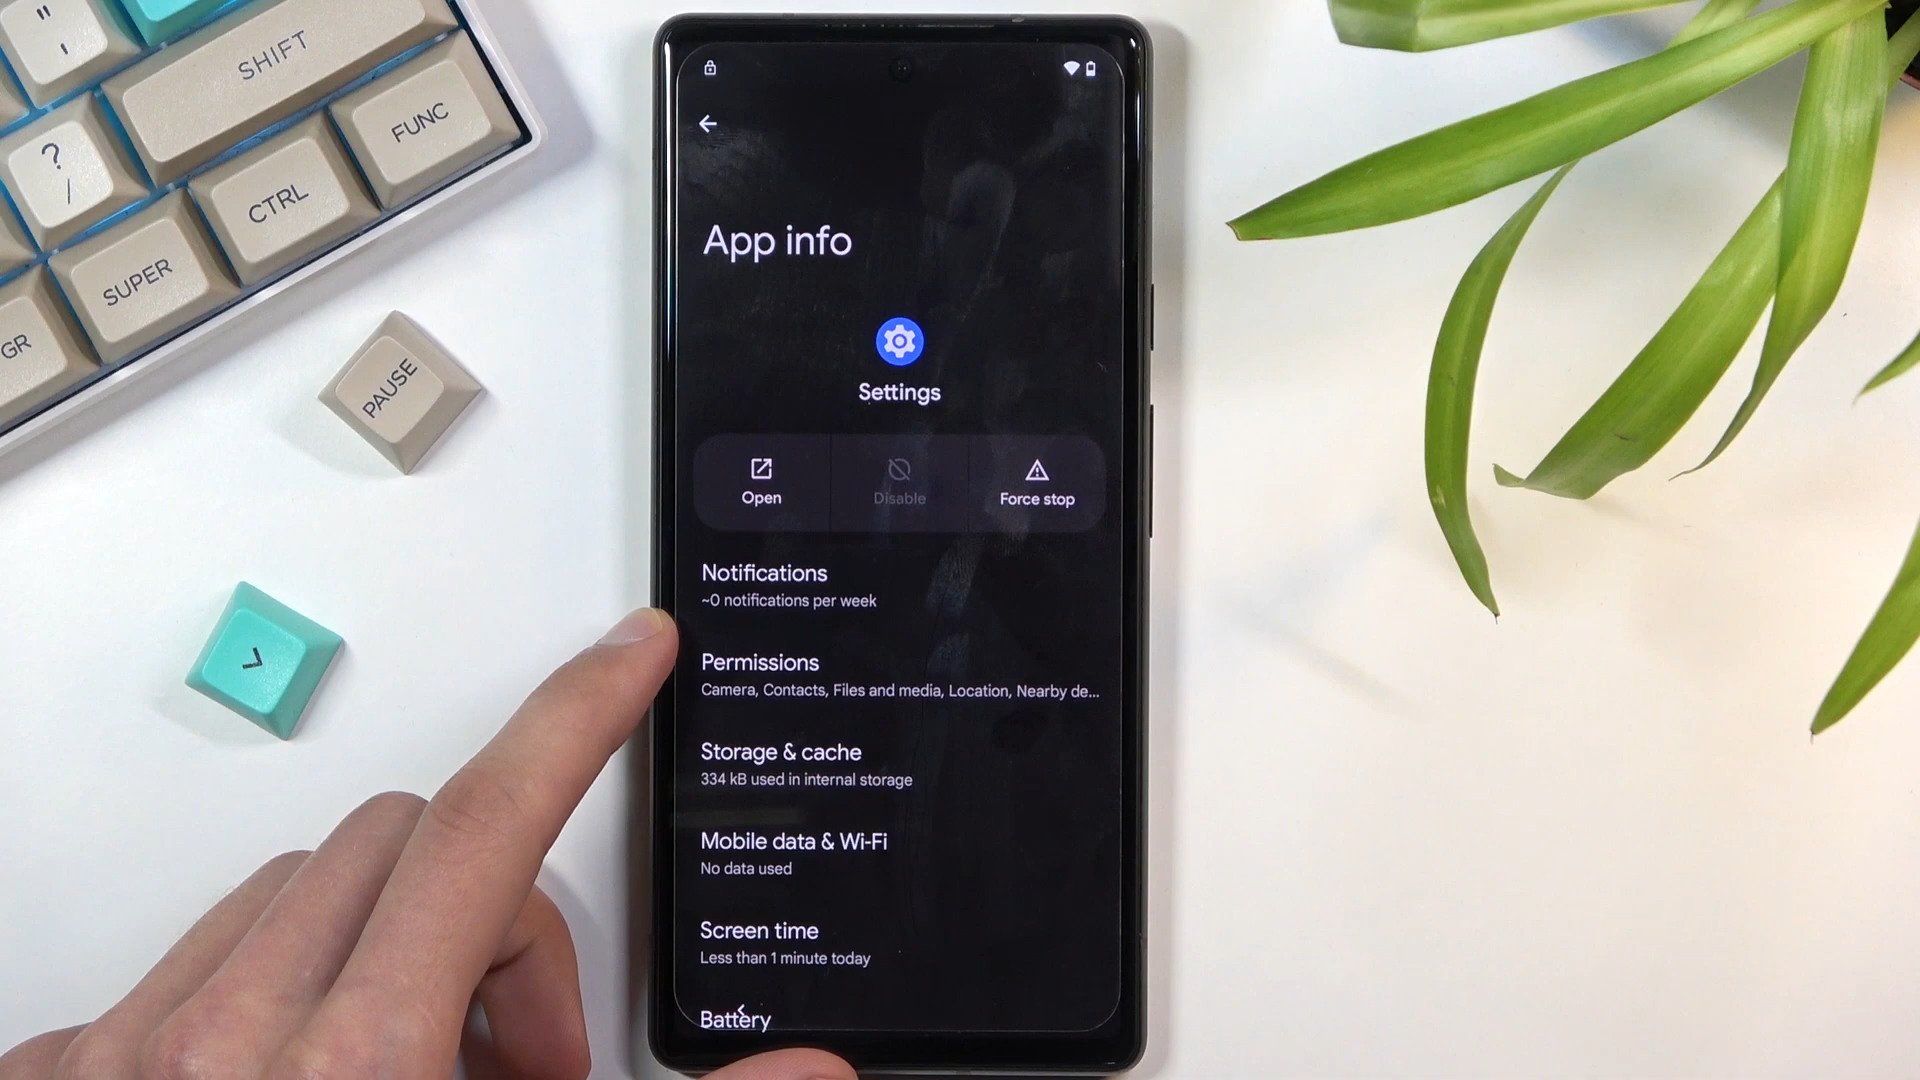 "
'
SHIFT
?
/
CTRL
FUNC
SUPER
GR
PAUSE
App info
Settings
Open
Disable
Force stop
Notifications
~0 notifications per week
Permissions
Camera, Contacts, Files and media, Location, Nearby de...
Storage & cache
334 kB used in internal storage
Mobile data & Wi-Fi
No data used
Screen time
Less than 1 minute today
Battery